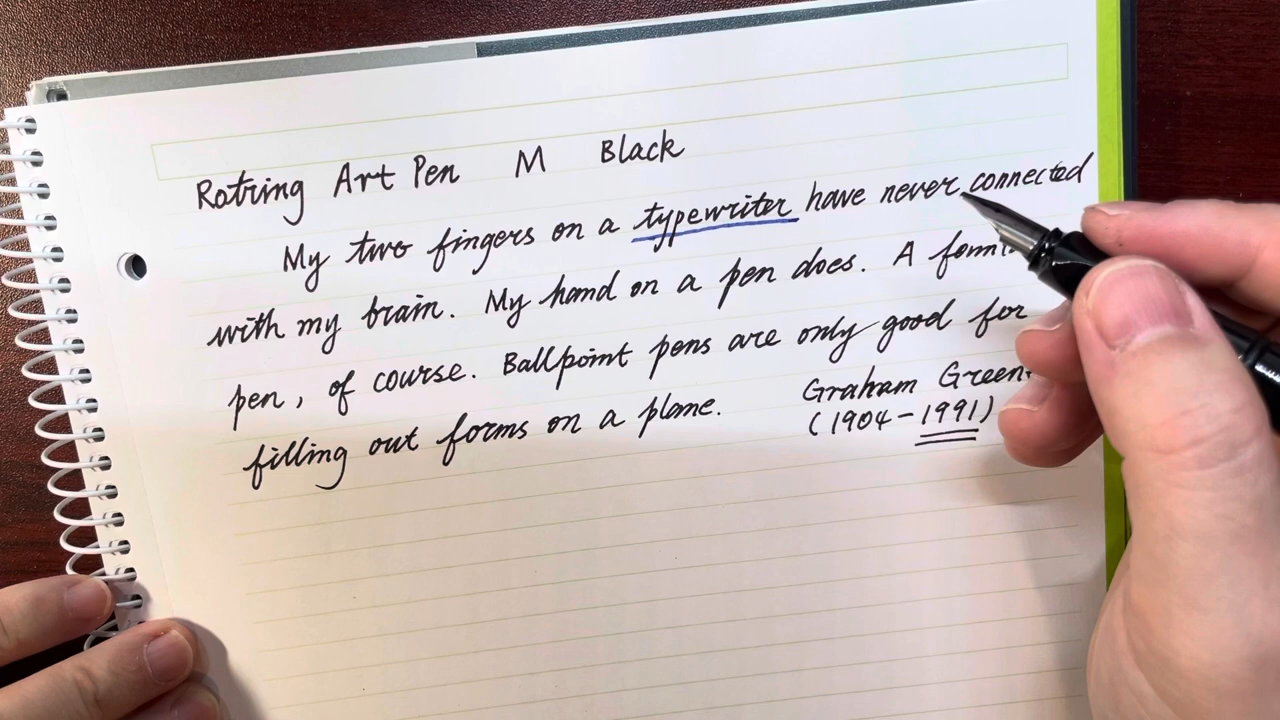 Rotring Art Pen M Black
My two fingers on a typewriter have never connected
with my brain. My hand on a pen does. A
pen, of course. Ballpoint pens are only good for
filling out forms on a plane.
Graham
(1904-1991)